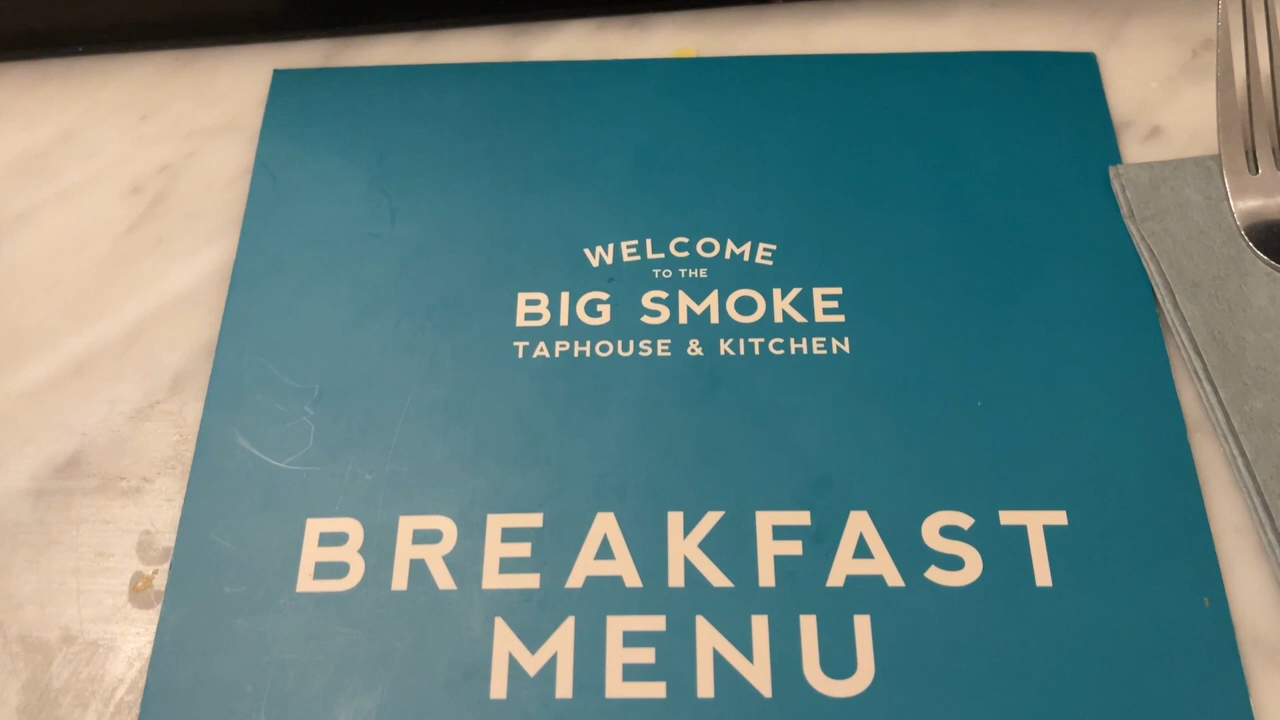 WELCOME
TO THE
BIG SMOKE
TAPHOUSE & KITCHEN
BREAKFAST
MENU